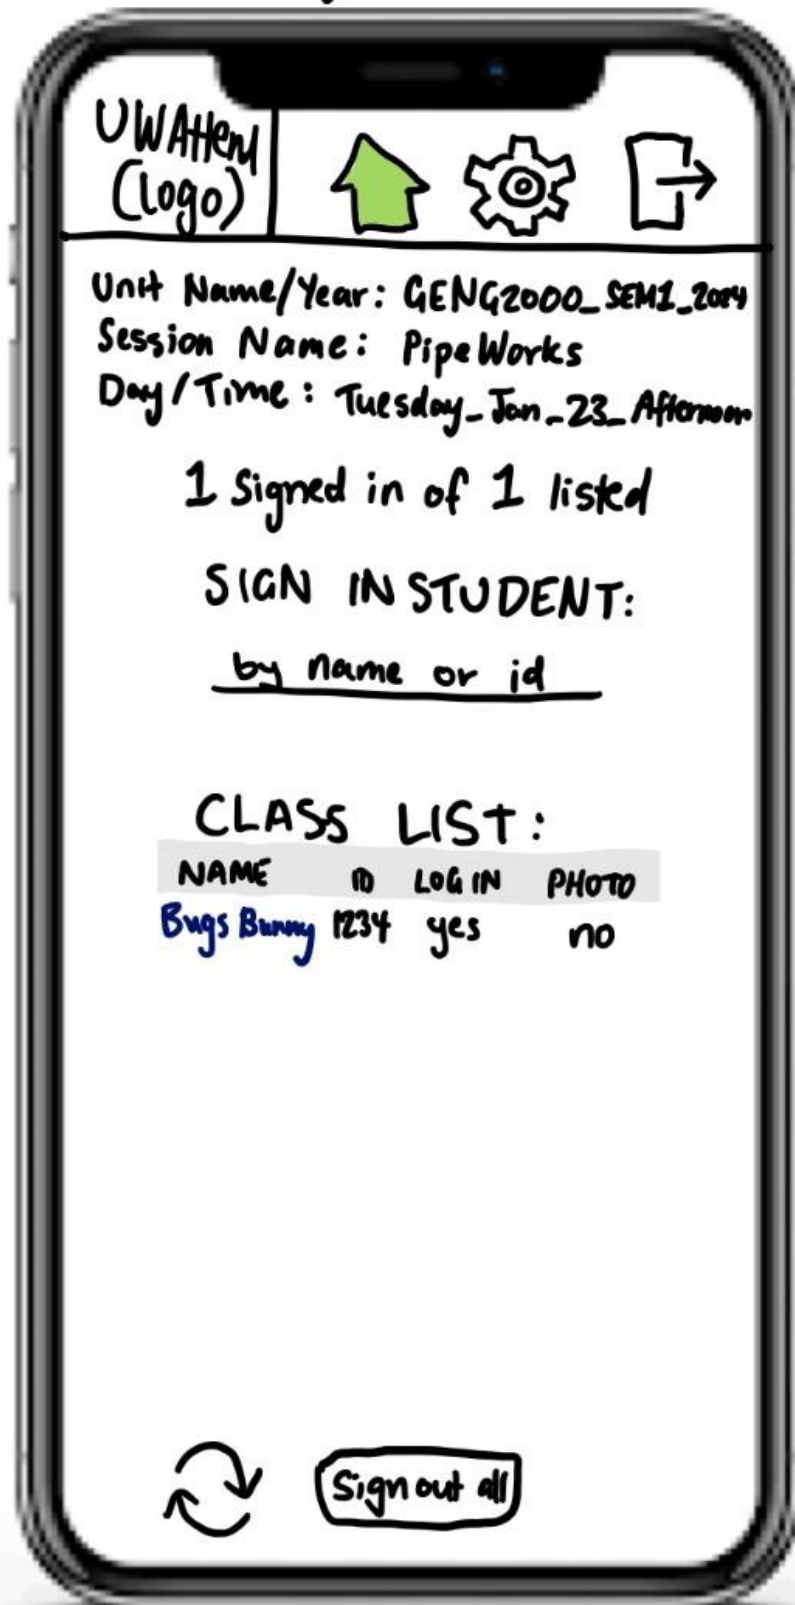 UWAttend
(logo)
Unit Name/Year: GENG2000_SEM1_2024
Session Name: PipeWorks
Day/Time: Tuesday_Jan_23_Afternoon
1 Signed in of 1 listed
SIGN IN STUDENT:
by name or id
CLASS LIST:
NAME ID LOG IN PHOTO
Bugs Bunny 1234 yes no
Sign out all